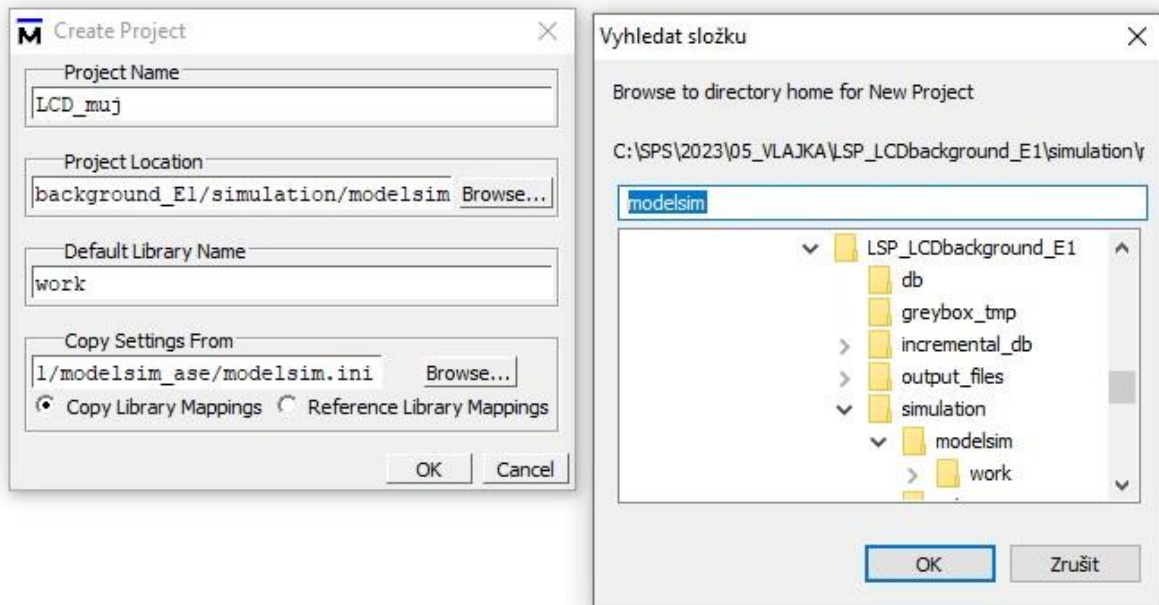 Create Project
Project Name
LCD_muj
Project Location
background_E1/simulation/modelsim Browse...
Default Library Name
work
Copy Settings From
l/modelsim_ase/modelsim.ini Browse...
Copy Library Mappings Reference Library Mappings
OK Cancel
Vyhledat složku
Browse to directory home for New Project
C:\SPS\2023\05_VLAJKA\LSP_LCDbackground_E1\simulation\
modelsim
LSP_LCDbackground_E1
db
greybox_tmp
incremental_db
output_files
simulation
modelsim
work
OK Zrušit